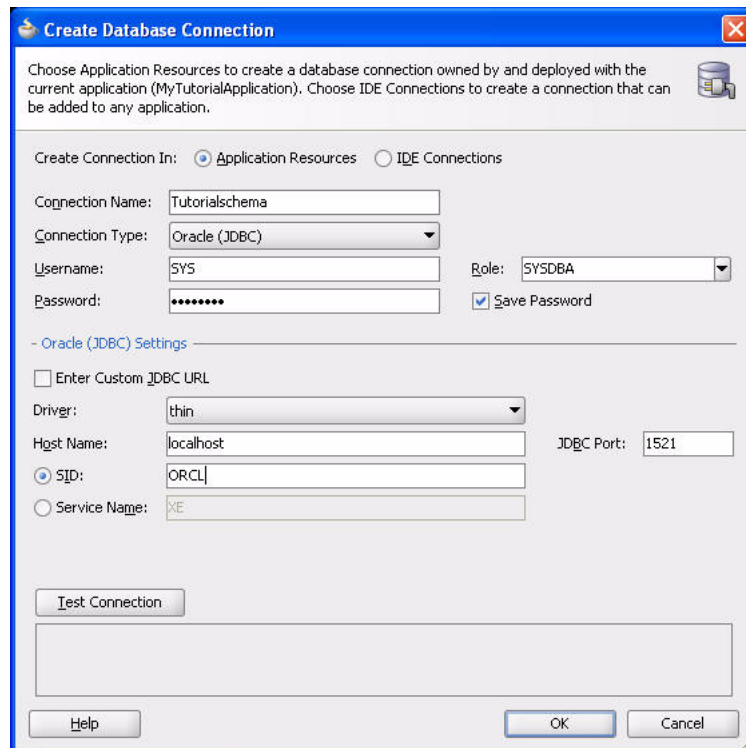 Create Database Connection
Choose Application Resources to create a database connection owned by and deployed with the
current application (MyTutorialApplication). Choose IDE Connections to create a connection that can
be added to any application.
Create Connection In: Application Resources IDE Connections
Connection Name: Tutorialschema
Connection Type: Oracle (JDBC)
Username: SYS Role: SYSDBA
Password: •••••••• Save Password
- Oracle (JDBC) Settings
Enter Custom JDBC URL
Driver: thin
Host Name: localhost JDBC Port: 1521
SID: ORCL
Service Name: XE
Test Connection
Help OK Cancel